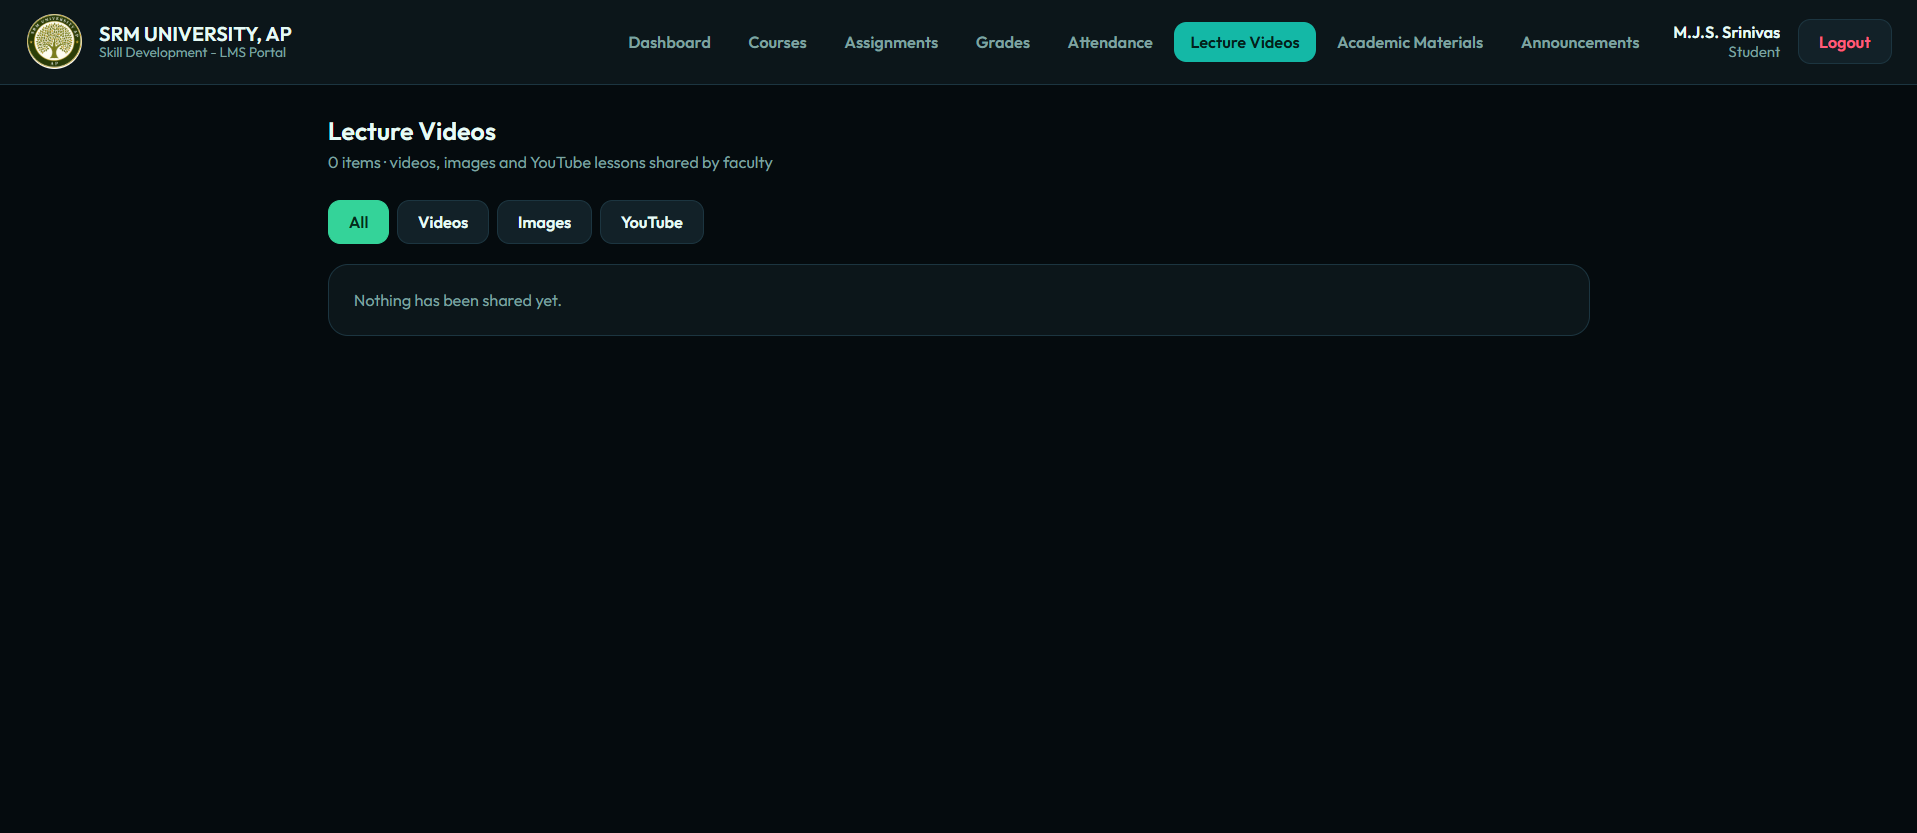 SRM UNIVERSITY, AP
Skill Development - LMS Portal
Dashboard
Courses
Assignments
Grades
Attendance
Lecture Videos
Academic Materials
Announcements
M.J.S. Srinivas
Student
Logout
Lecture Videos
0 items · videos, images and YouTube lessons shared by faculty
All
Videos
Images
YouTube
Nothing has been shared yet.